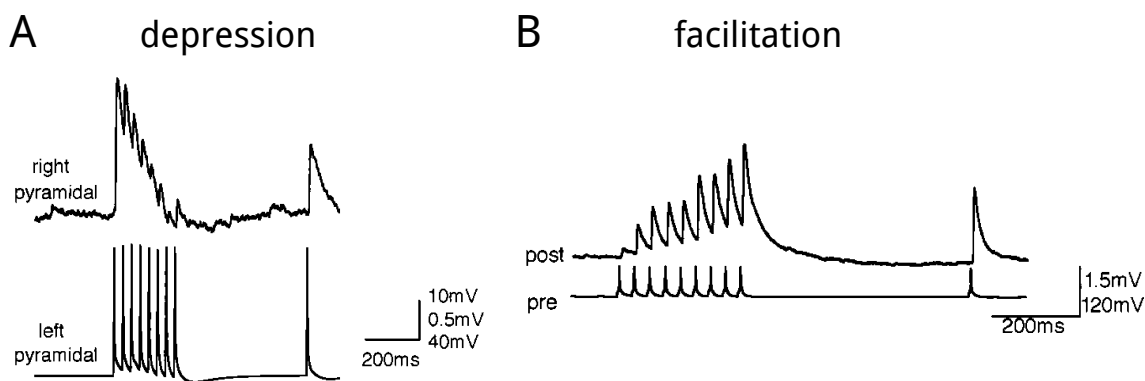 A depression
right
pyramidal
left
pyramidal
10mV
0.5mV
40mV
200ms
B facilitation
post
pre
1.5mV
120mV
200ms